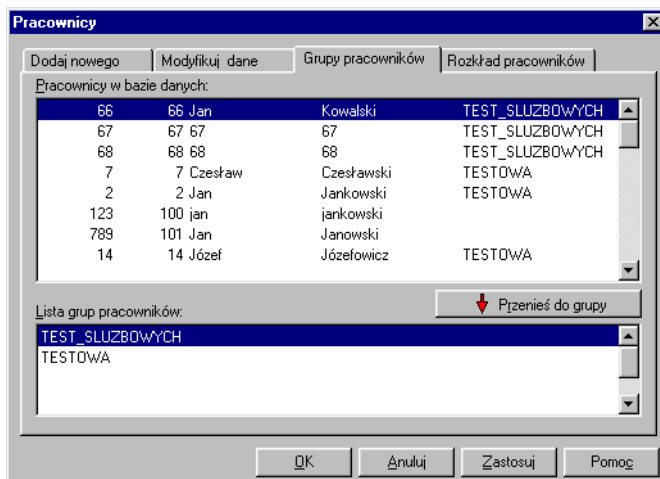 Pracownicy
Dodaj nowego Modyfikuj dane Grupy pracowników Rozkład pracowników
Pracownicy w bazie danych:
66 66 Jan Kowalski TEST_SLUZBOWYCH
67 67 67 67 TEST_SLUZBOWYCH
68 68 68 68 TEST_SLUZBOWYCH
7 7 Czesław Czesławski TESTOWA
2 2 Jan Jankowski TESTOWA
123 100 jan jankowski
789 101 Jan Janowski
14 14 Józef Józefowicz TESTOWA
Przenieś do grupy
Lista grup pracowników:
TEST_SLUZBOWYCH
TESTOWA
OK Anuluj Zastosuj Pomoc